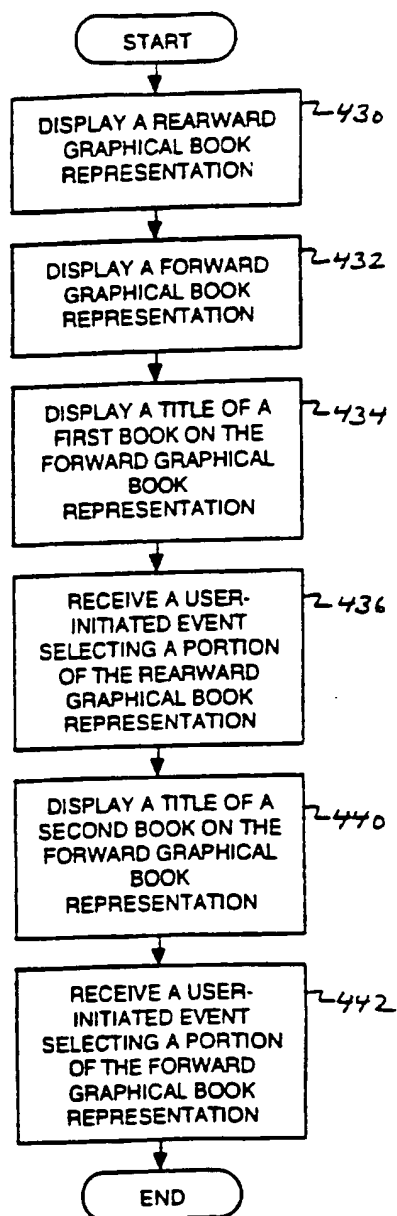 START
DISPLAY A REARWARD
GRAPHICAL BOOK
REPRESENTATION
430
DISPLAY A FORWARD
GRAPHICAL BOOK
REPRESENTATION
432
DISPLAY A TITLE OF A
FIRST BOOK ON THE
FORWARD GRAPHICAL
BOOK
REPRESENTATION
434
RECEIVE A USER-
INITIATED EVENT
SELECTING A PORTION
OF THE REARWARD
GRAPHICAL BOOK
REPRESENTATION
436
DISPLAY A TITLE OF A
SECOND BOOK ON THE
FORWARD GRAPHICAL
BOOK
REPRESENTATION
440
RECEIVE A USER-
INITIATED EVENT
SELECTING A PORTION
OF THE FORWARD
GRAPHICAL BOOK
REPRESENTATION
442
END